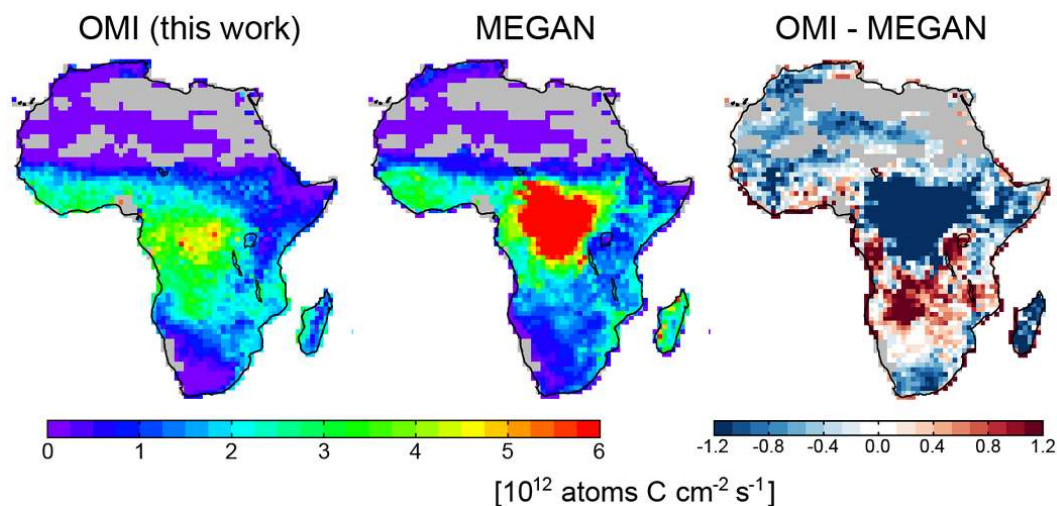 OMI (this work) MEGAN OMI - MEGAN
0 1 2 3 4 5 6 -1.2 -0.8 -0.4 0.0 0.4 0.8 1.2
[10¹² atoms C cm⁻² s⁻¹]